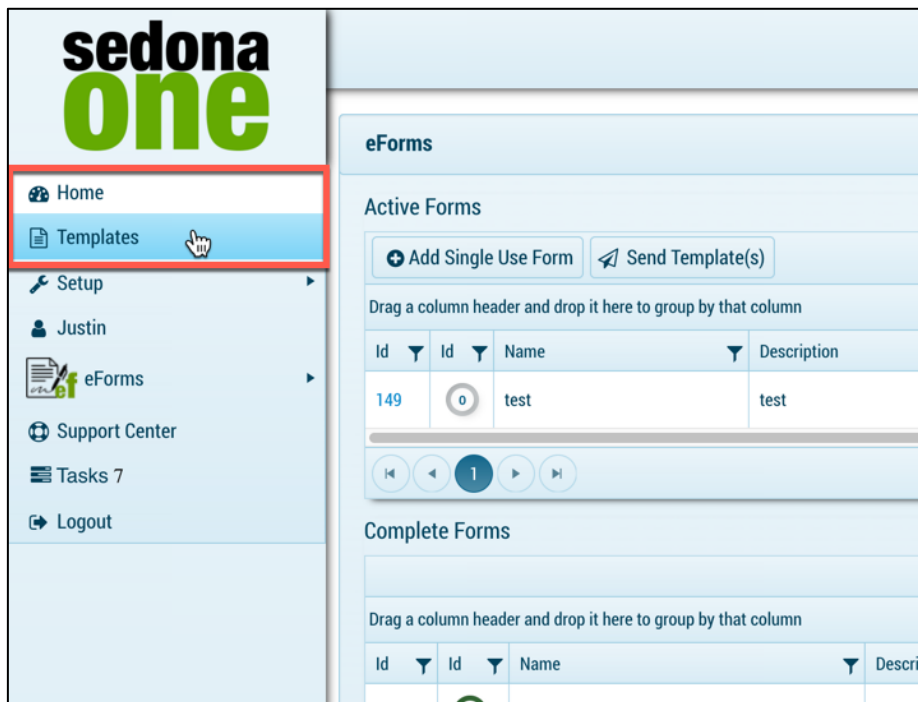 sedona
one
Home
Templates
Setup
Justin
eForms
Support Center
Tasks 7
Logout
eForms
Active Forms
Add Single Use Form Send Template(s)
Drag a column header and drop it here to group by that column
Id Id Name Description
149 0 test test
1
Complete Forms
Drag a column header and drop it here to group by that column
Id Id Name Descri